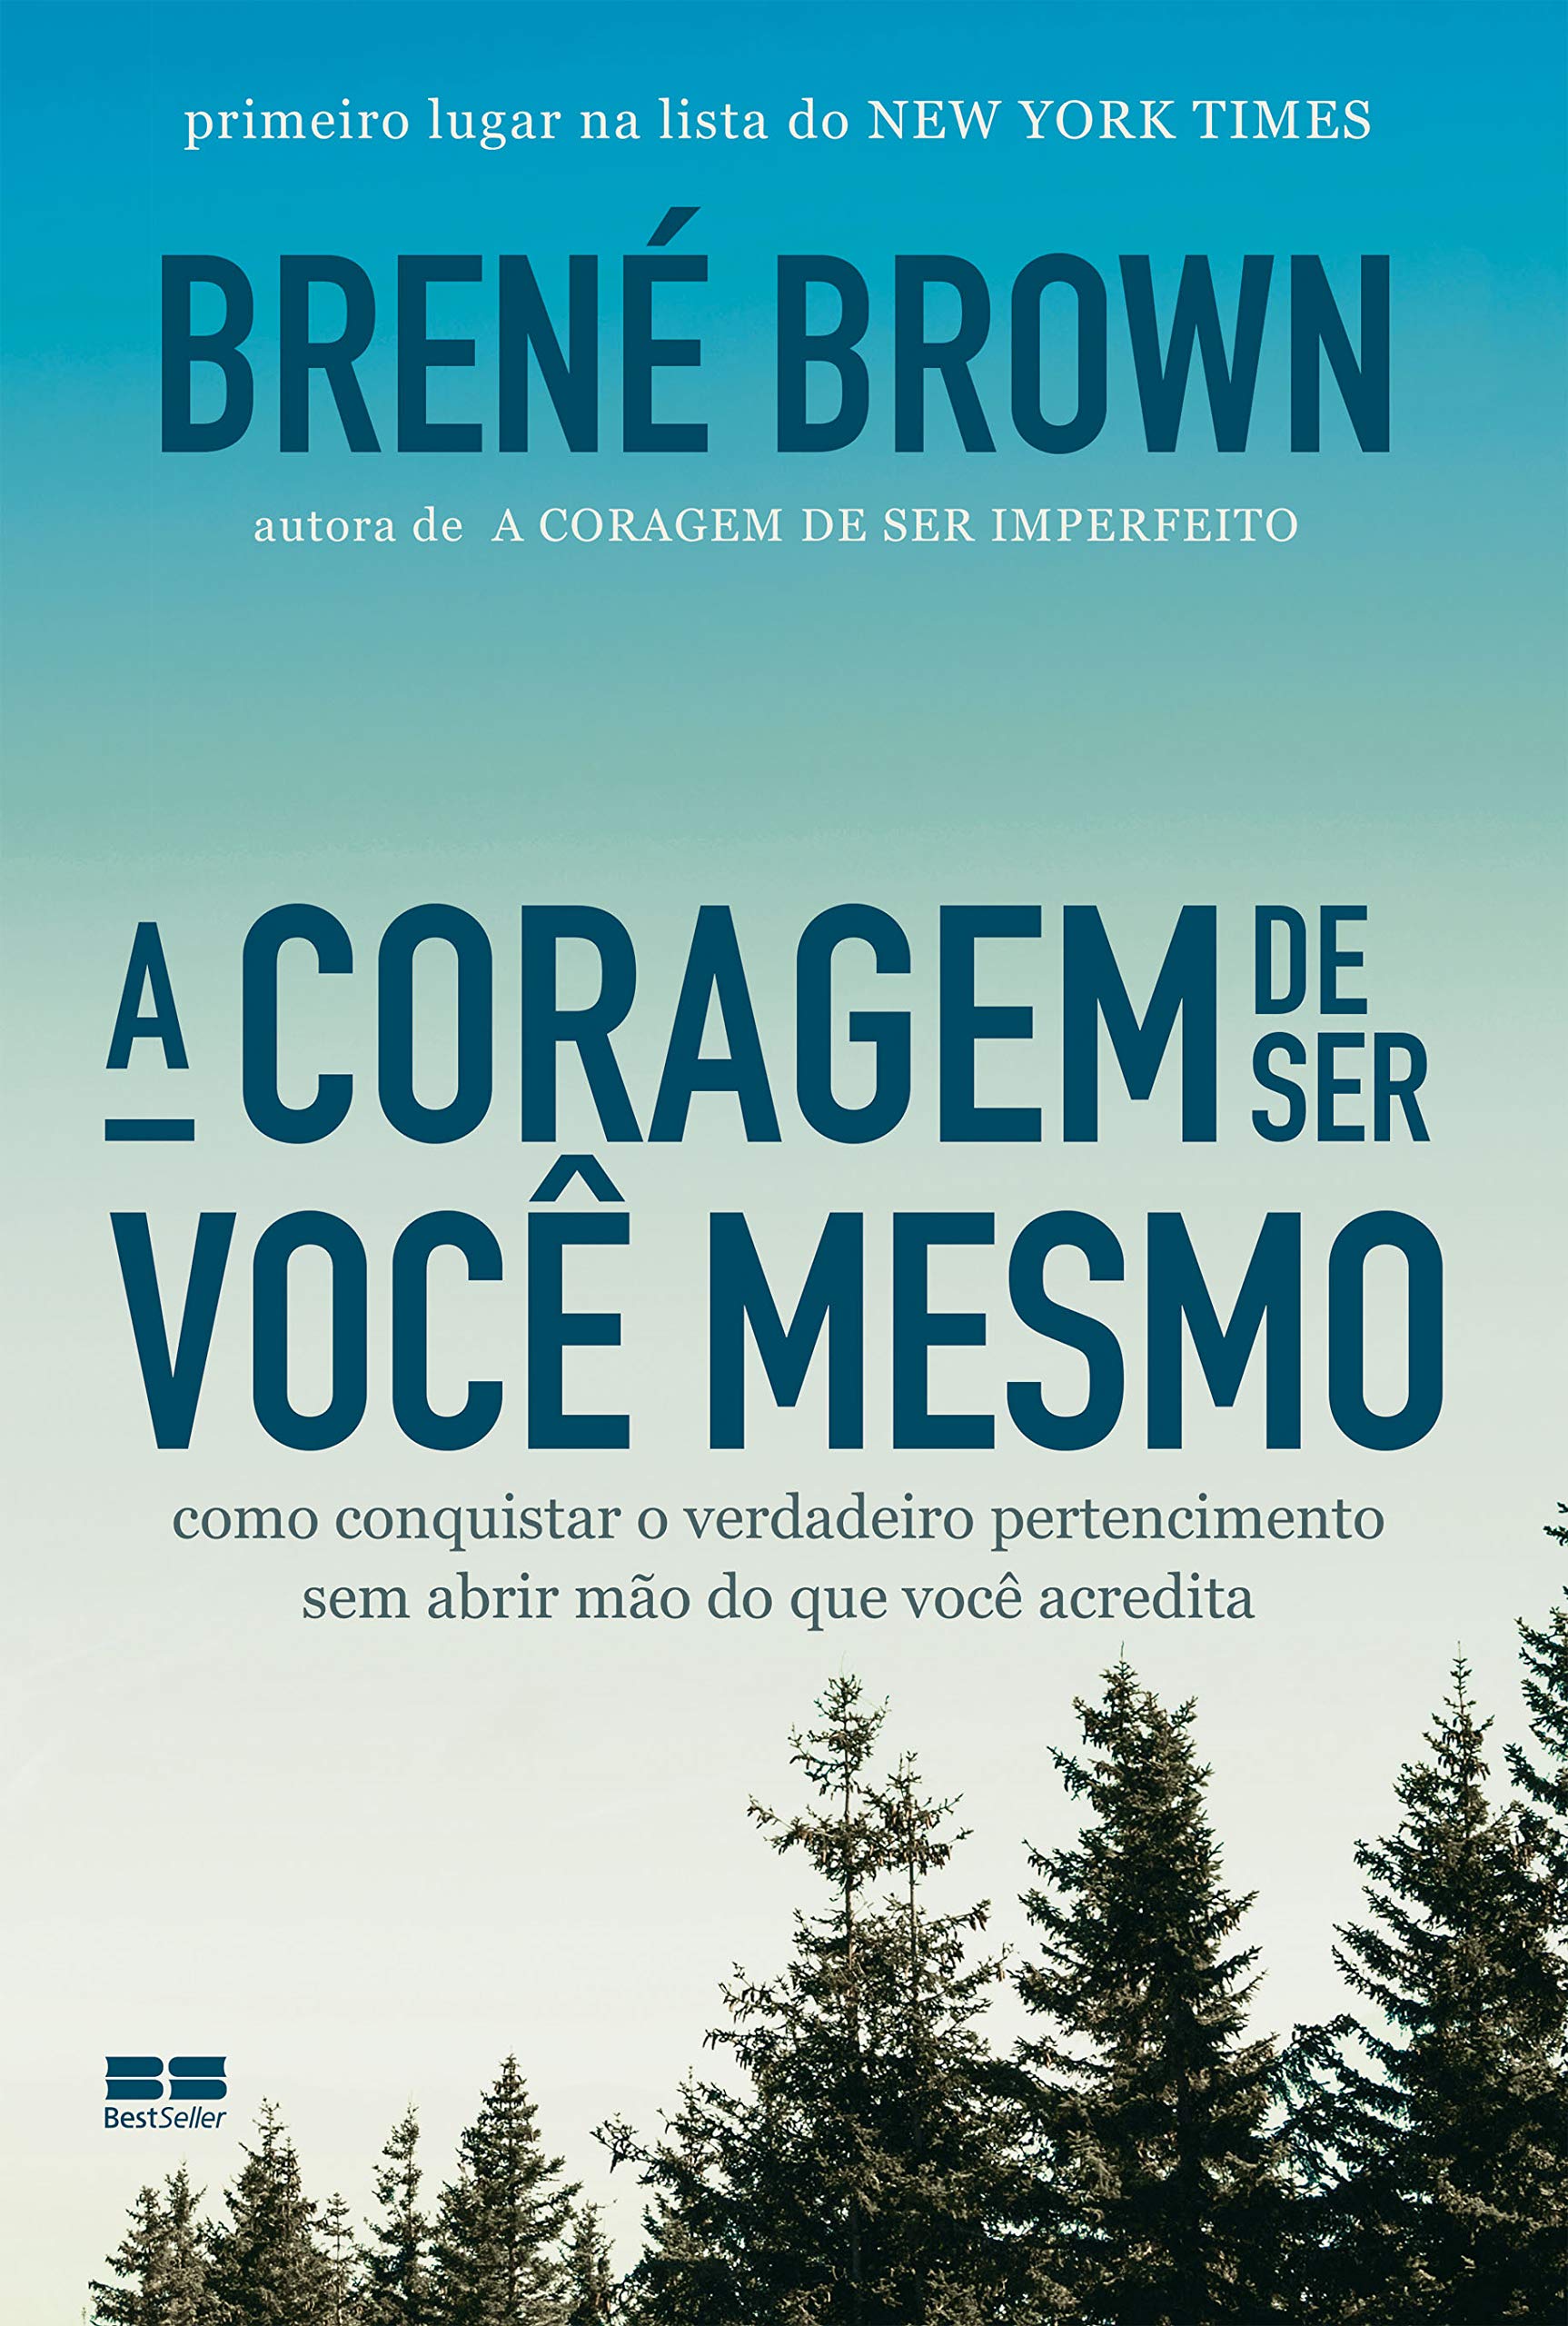 primeiro lugar na lista do NEW YORK TIMES
BRENÉ BROWN
autora de A CORAGEM DE SER IMPERFEITO
A CORAGEM DE SER
VOCÊ MESMO
como conquistar o verdadeiro pertencimento
sem abrir mão do que você acredita
BS
BestSeller